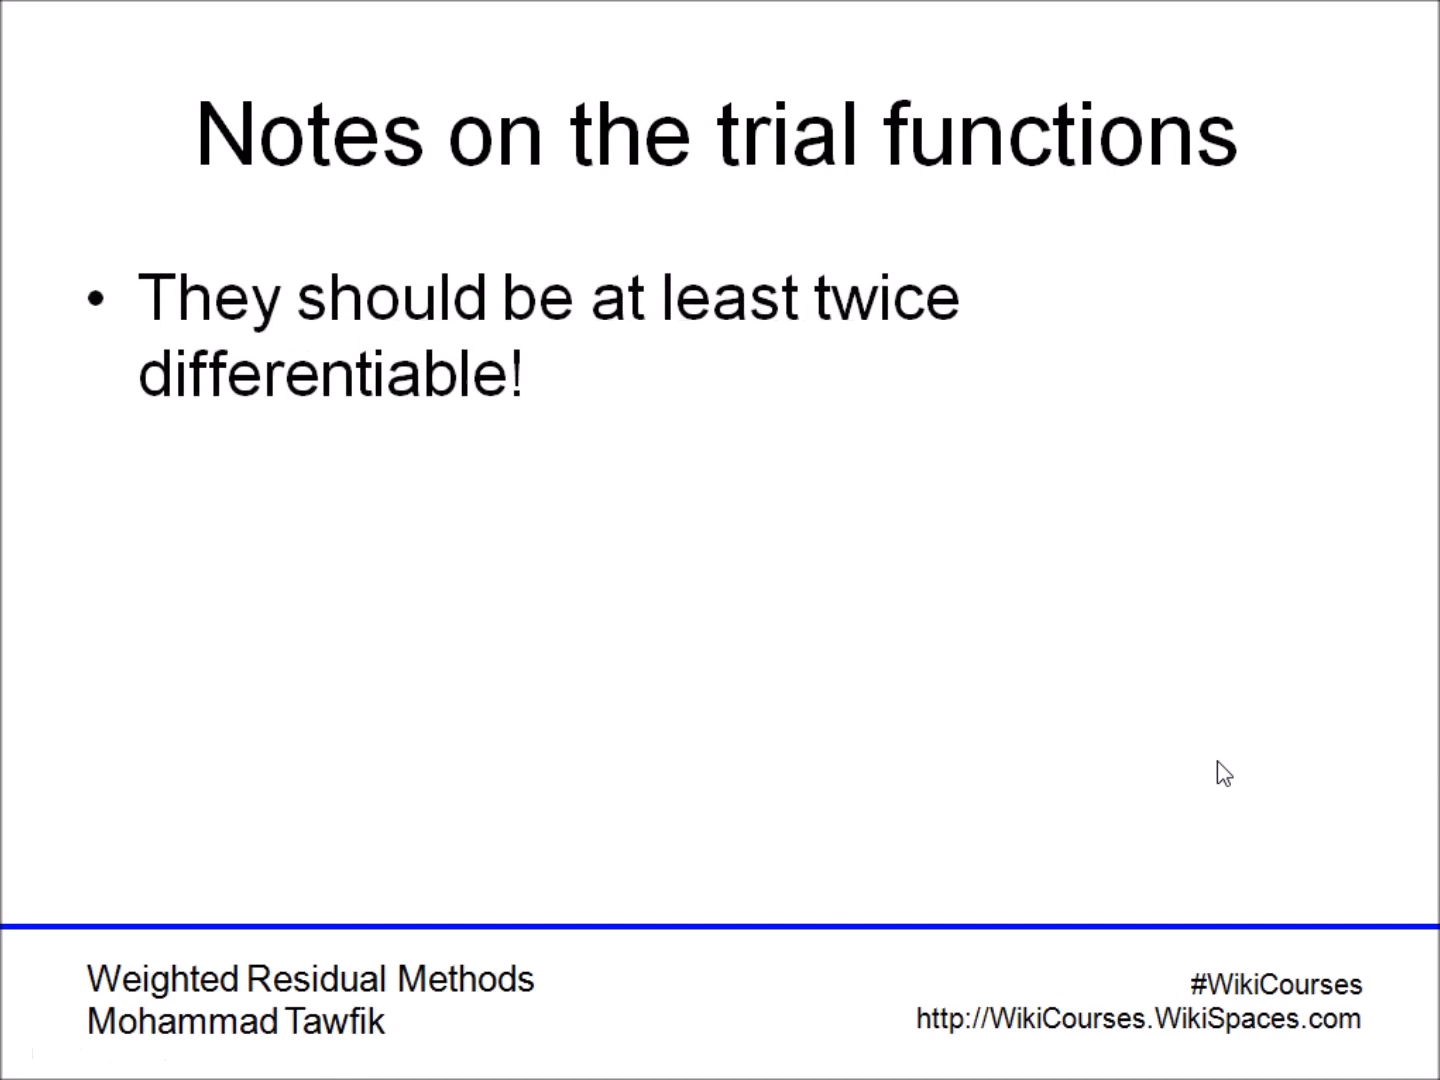 Notes on the trial functions
• They should be at least twice
differentiable!
Weighted Residual Methods
Mohammad Tawfik
#WikiCourses
http://WikiCourses.WikiSpaces.com